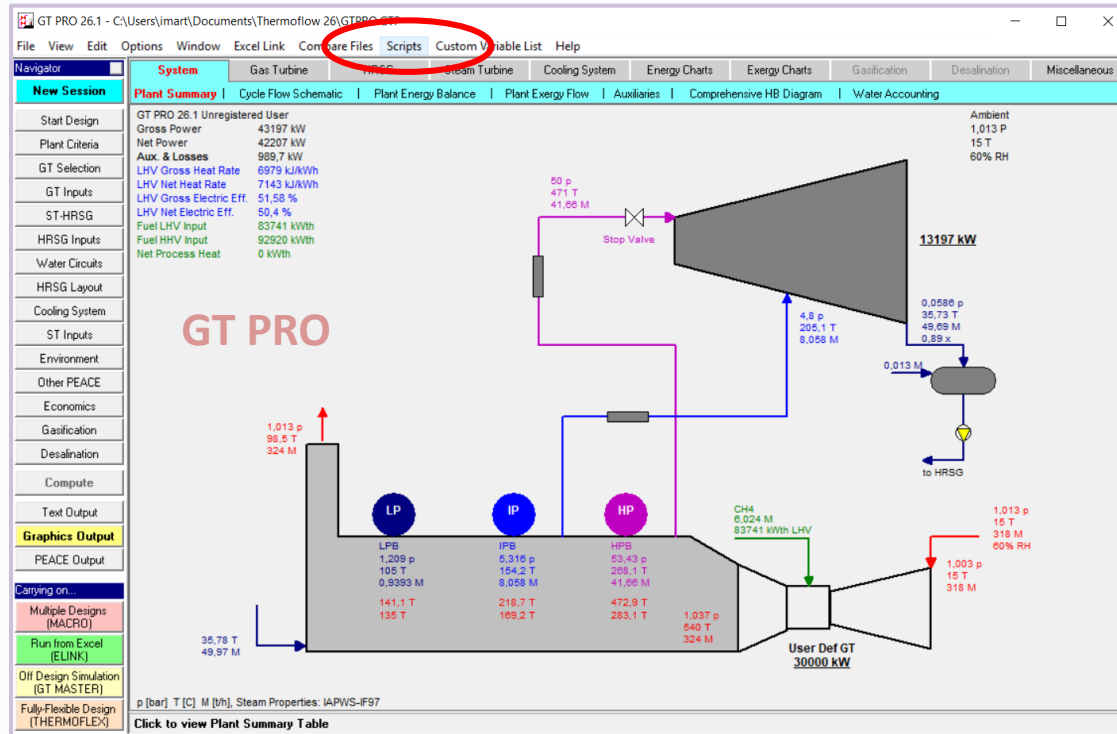 GT PRO 26.1 - C:\Users\imart\Documents\Thermoflow 26\GTPRO.GTP
File View Edit Options Window Excel Link Compare Files Scripts Custom Variable List Help
Navigator
New Session
Start Design
Plant Criteria
GT Selection
GT Inputs
ST-HRSG
HRSG Inputs
Water Circuits
HRSG Layout
Cooling System
ST Inputs
Environment
Other PEACE
Economics
Gasification
Desalination
Compute
Text Output
Graphics Output
PEACE Output
Carrying on...
Multiple Designs
(MACRO)
Run from Excel
(ELINK)
Off Design Simulation
(GT MASTER)
Fully-Flexible Design
(THERMOFLEX)
System Gas Turbine HRSG Steam Turbine Cooling System Energy Charts Exergy Charts Gasification Desalination Miscellaneous
Plant Summary | Cycle Flow Schematic | Plant Energy Balance | Plant Exergy Flow | Auxiliaries | Comprehensive HB Diagram | Water Accounting
GT PRO 26.1 Unregistered User
Gross Power 43197 kW
Net Power 42207 kW
Aux. & Losses 989,7 kW
LHV Gross Heat Rate 6979 kJ/kWh
LHV Net Heat Rate 7143 kJ/kWh
LHV Gross Electric Eff. 51,58 %
LHV Net Electric Eff. 50,4 %
Fuel LHV Input 83741 kWth
Fuel HHV Input 92920 kWth
Net Process Heat 0 kWth
Ambient
1,013 P
15 T
60% RH
50 p
471 T
41,66 M
Stop Valve
13197 kW
GT PRO
4,8 p
205,1 T
8,058 M
0,0586 p
35,73 T
49,69 M
0,89 x
0,013 M
to HRSG
1,013 p
98,5 T
324 M
LP
IP
HP
LPB
1,209 p
105 T
0,9393 M
141,1 T
135 T
IPB
5,316 p
154,2 T
8,058 M
218,7 T
169,2 T
HPB
53,43 p
268,1 T
41,66 M
472,9 T
283,1 T
1,037 p
540 T
324 M
CH4
6,024 M
83741 kWth LHV
1,013 p
15 T
318 M
60% RH
1,003 p
15 T
318 M
User Def GT
30000 kW
35,78 T
49,97 M
p [bar] T [C] M [t/h], Steam Properties: IAPWS-IF97
Click to view Plant Summary Table